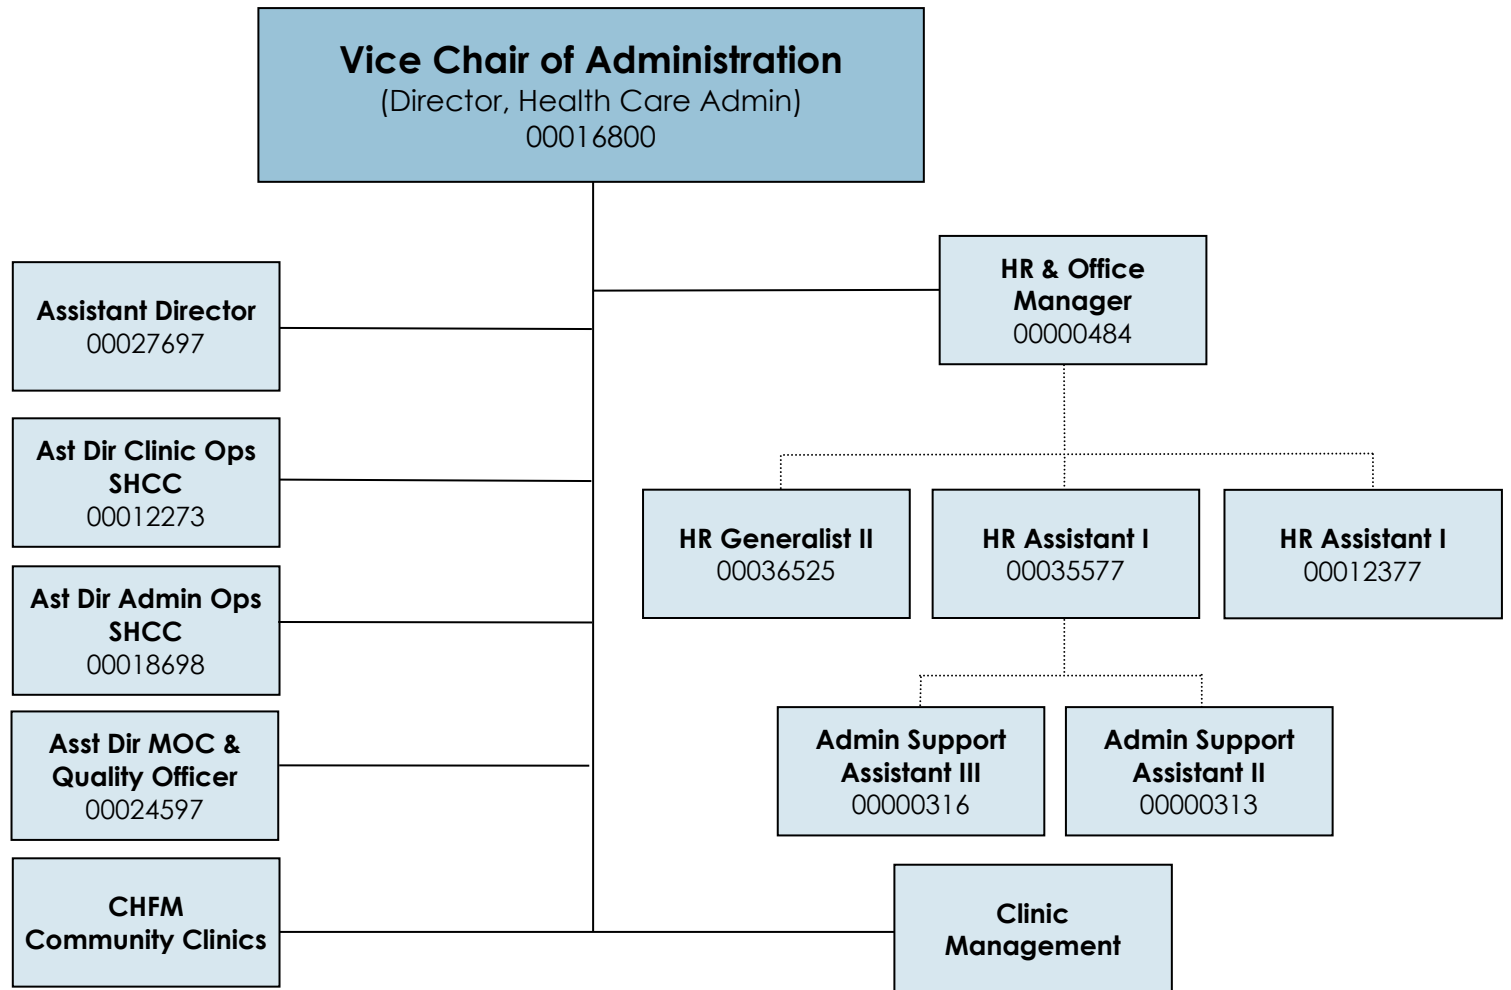 Vice Chair of Administration
(Director, Health Care Admin)
00016800
HR & Office
Manager
00000484
Assistant Director
00027697
Ast Dir Clinic Ops
SHCC
00012273
HR Generalist II
00036525
HR Assistant I
00035577
HR Assistant I
00012377
Ast Dir Admin Ops
SHCC
00018698
Asst Dir MOC &
Quality Officer
00024597
Admin Support
Assistant III
00000316
Admin Support
Assistant II
00000313
CHFM
Community Clinics
Clinic
Management